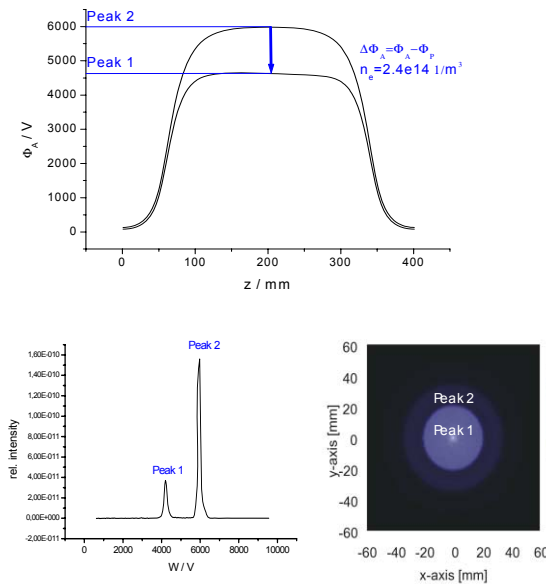 Peak 2
6000
Peak 1
5000
4000
3000
2000
1000
0
Φ_A / V
ΔΦ_A=Φ_A−Φ_P
n_e=2.4e14 1/m³
0 100 200 300 400
z / mm
rel. intensity
1,60E-010
1,40E-010
1,20E-010
1,00E-010
8,00E-011
6,00E-011
4,00E-011
2,00E-011
0,00E+000
-2,00E-011
Peak 2
Peak 1
0 2000 4000 6000 8000 10000
W / V
y-axis [mm]
60
40
20
0
-20
-40
-60
Peak 2
Peak 1
-60 -40 -20 0 20 40 60
x-axis [mm]